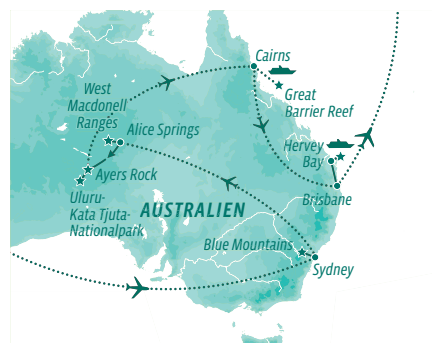 Cairns
Great
Barrier Reef
West
Macdonell
Ranges
Alice Springs
Hervey
Bay
Ayers Rock
Uluru-
Kata Tjuta-
Nationalpark
Brisbane
AUSTRALIEN
Blue Mountains
Sydney